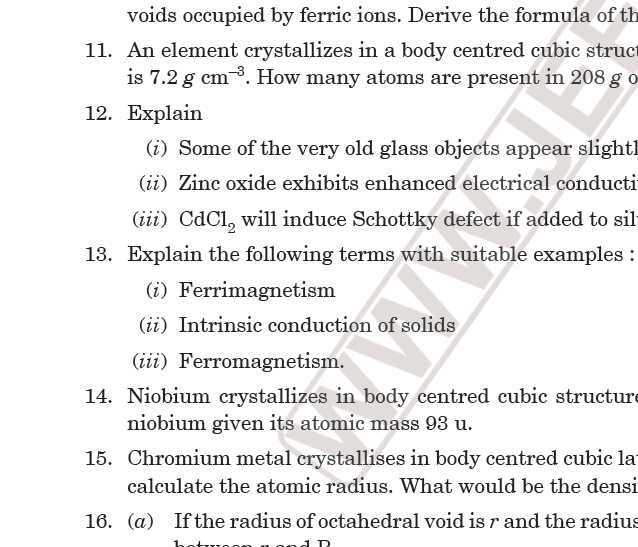 voids occupied by ferric ions. Derive the formula of th
11. An element crystallizes in a body centred cubic struct
is 7.2 g cm⁻³. How many atoms are present in 208 g o
12. Explain
(i) Some of the very old glass objects appear slightl
(ii) Zinc oxide exhibits enhanced electrical conducti
(iii) CdCl₂ will induce Schottky defect if added to sil
13. Explain the following terms with suitable examples :
(i) Ferrimagnetism
(ii) Intrinsic conduction of solids
(iii) Ferromagnetism.
14. Niobium crystallizes in body centred cubic structure
niobium given its atomic mass 93 u.
15. Chromium metal crystallises in body centred cubic la
calculate the atomic radius. What would be the densi
16. (a) If the radius of octahedral void is r and the radius
between r and R
WWW.JEE